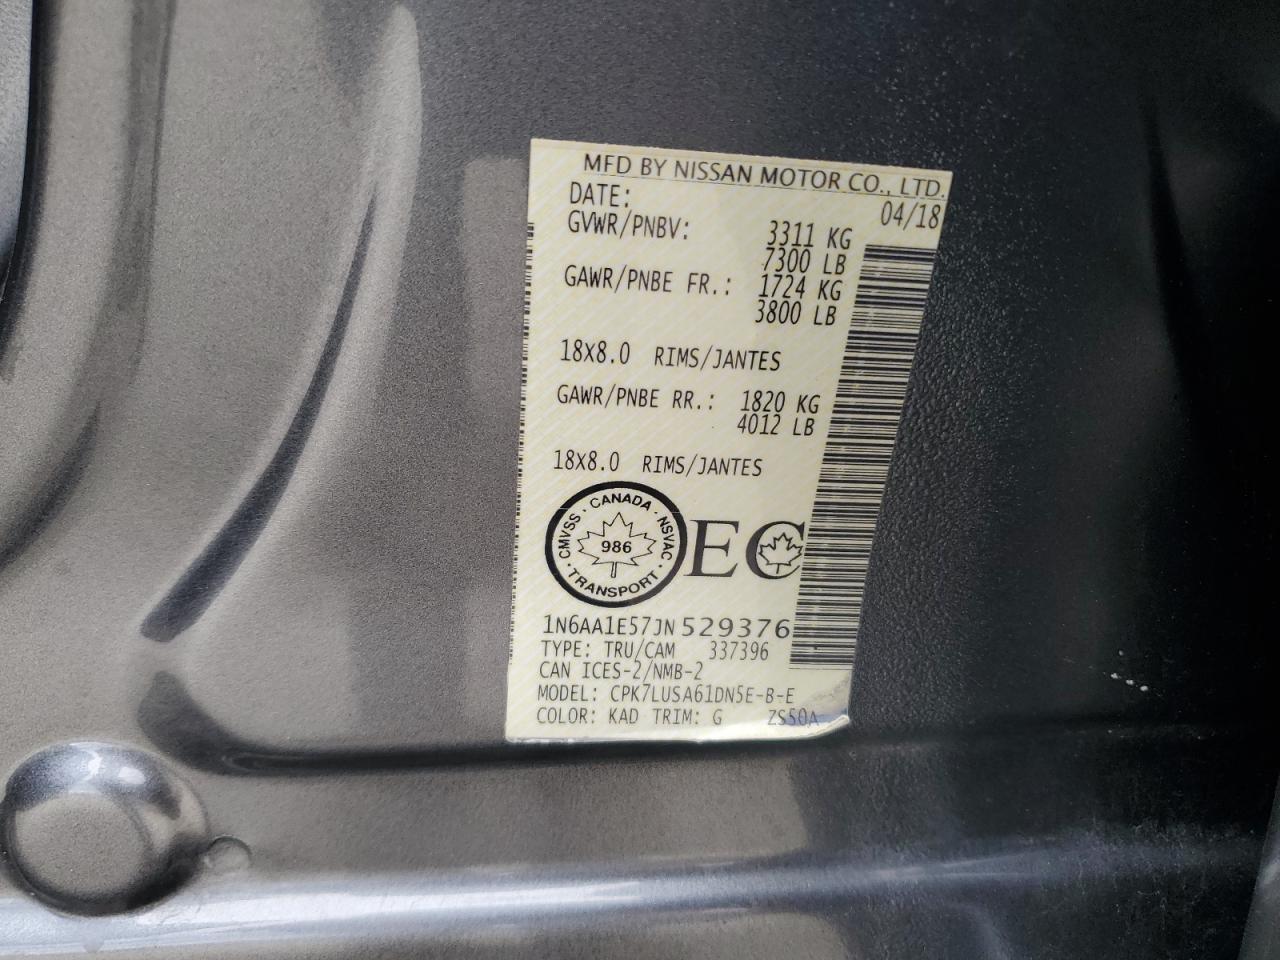 MFD BY NISSAN MOTOR CO., LTD.
DATE: 04/18
GVWR/PNBV: 3311 KG
7300 LB
GAWR/PNBE FR.: 1724 KG
3800 LB
18X8.0 RIMS/JANTES
GAWR/PNBE RR.: 1820 KG
4012 LB
18X8.0 RIMS/JANTES
CMVSS · CANADA · NSVAC · TRANSPORT ·
986
EC
1N6AA1E57JN529376
TYPE: TRU/CAM 337396
CAN ICES-2/NMB-2
MODEL: CPK7LUSA61DN5E-B-E
COLOR: KAD TRIM: G ZS50A